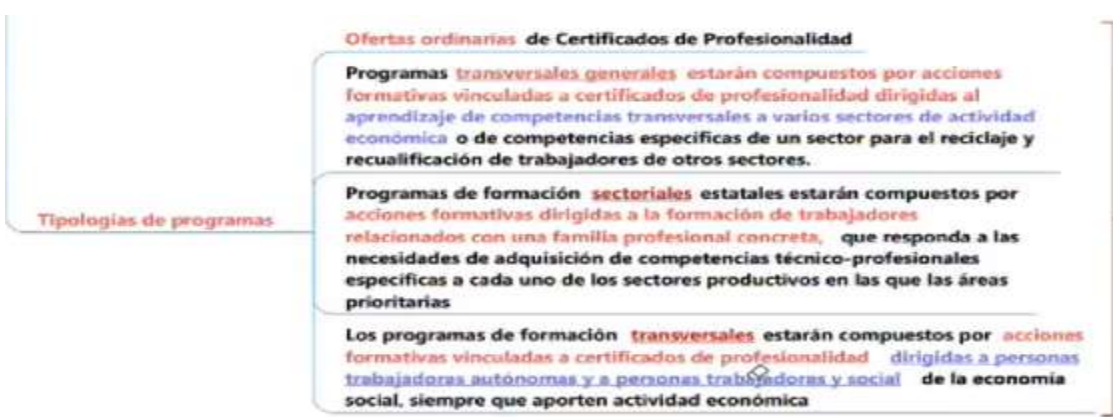 Ofertas ordinarias de Certificados de Profesionalidad
Programas transversales generales estarán compuestos por acciones
formativas vinculadas a certificados de profesionalidad dirigidas al
aprendizaje de competencias transversales a varios sectores de actividad
económica o de competencias específicas de un sector para el reciclaje y
recualificación de trabajadores de otros sectores.
Tipologías de programas
Programas de formación sectoriales estatales estarán compuestos por
acciones formativas dirigidas a la formación de trabajadores
relacionados con una familia profesional concreta, que responda a las
necesidades de adquisición de competencias técnico-profesionales
específicas a cada uno de los sectores productivos en las que las áreas
prioritarias
Los programas de formación transversales estarán compuestos por acciones
formativas vinculadas a certificados de profesionalidad dirigidas a personas
trabajadoras autónomas y a personas trabajadoras y social de la economía
social, siempre que aporten actividad económica